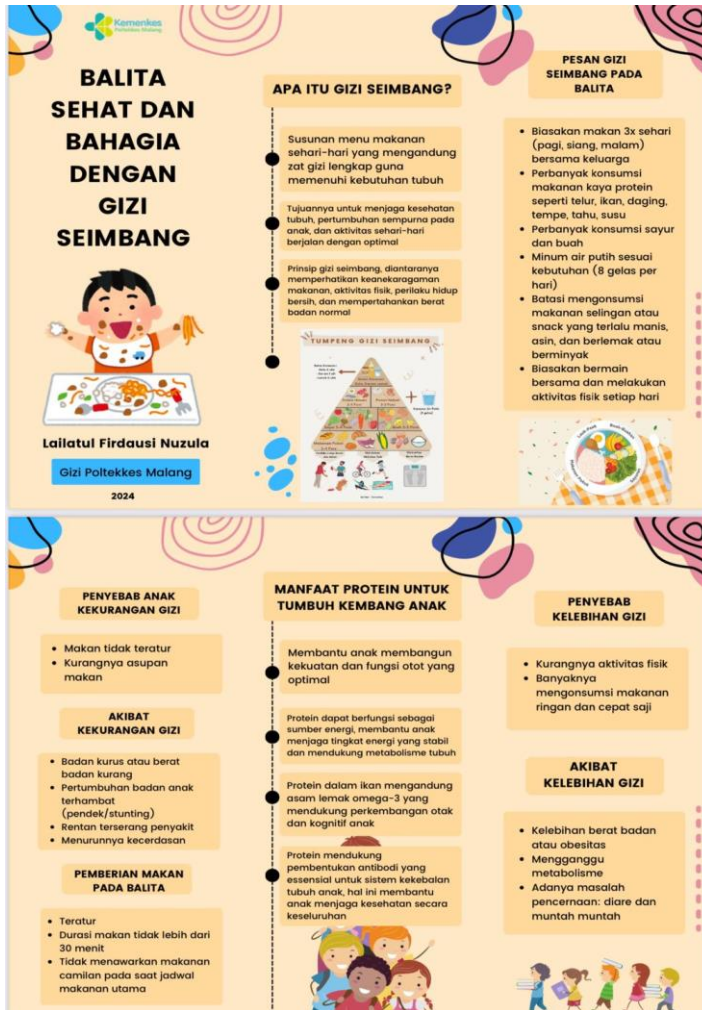 Kemenkes
Poltekkes Malang
BALITA
SEHAT DAN
BAHAGIA
DENGAN
GIZI
SEIMBANG
Lailatul Firdausi Nuzula
Gizi Poltekkes Malang
2024
APA ITU GIZI SEIMBANG?
Susunan menu makanan
sehari-hari yang mengandung
zat gizi lengkap guna
memenuhi kebutuhan tubuh
Tujuannya untuk menjaga kesehatan
tubuh, pertumbuhan sempurna pada
anak, dan aktivitas sehari-hari
berjalan dengan optimal
Prinsip gizi seimbang, diantaranya
memperhatikan keanekaragaman
makanan, aktivitas fisik, perilaku hidup
bersih, dan mempertahankan berat
badan normal
TUMPENG GIZI SEIMBANG
PESAN GIZI
SEIMBANG PADA
BALITA
• Biasakan makan 3x sehari
(pagi, siang, malam)
bersama keluarga
• Perbanyak konsumsi
makanan kaya protein
seperti telur, ikan, daging,
tempe, tahu, susu
• Perbanyak konsumsi sayur
dan buah
• Minum air putih sesuai
kebutuhan (8 gelas per
hari)
• Batasi mengonsumsi
makanan selingan atau
snack yang terlalu manis,
asin, dan berlemak atau
berminyak
• Biasakan bermain
bersama dan melakukan
aktivitas fisik setiap hari
PENYEBAB ANAK
KEKURANGAN GIZI
• Makan tidak teratur
• Kurangnya asupan
makan
AKIBAT
KEKURANGAN GIZI
• Badan kurus atau berat
badan kurang
• Pertumbuhan badan anak
terhambat
(pendek/stunting)
• Rentan terserang penyakit
• Menurunnya kecerdasan
PEMBERIAN MAKAN
PADA BALITA
• Teratur
• Durasi makan tidak lebih dari
30 menit
• Tidak menawarkan makanan
camilan pada saat jadwal
makanan utama
MANFAAT PROTEIN UNTUK
TUMBUH KEMBANG ANAK
Membantu anak membangun
kekuatan dan fungsi otot yang
optimal
Protein dapat berfungsi sebagai
sumber energi, membantu anak
menjaga tingkat energi yang stabil
dan mendukung metabolisme tubuh
Protein dalam ikan mengandung
asam lemak omega-3 yang
mendukung perkembangan otak
dan kognitif anak
Protein mendukung
pembentukan antibodi yang
essensial untuk sistem kekebalan
tubuh anak, hal ini membantu
anak menjaga kesehatan secara
keseluruhan
PENYEBAB
KELEBIHAN GIZI
• Kurangnya aktivitas fisik
• Banyaknya
mengonsumsi makanan
ringan dan cepat saji
AKIBAT
KELEBIHAN GIZI
• Kelebihan berat badan
atau obesitas
• Mengganggu
metabolisme
• Adanya masalah
pencernaan: diare dan
muntah muntah